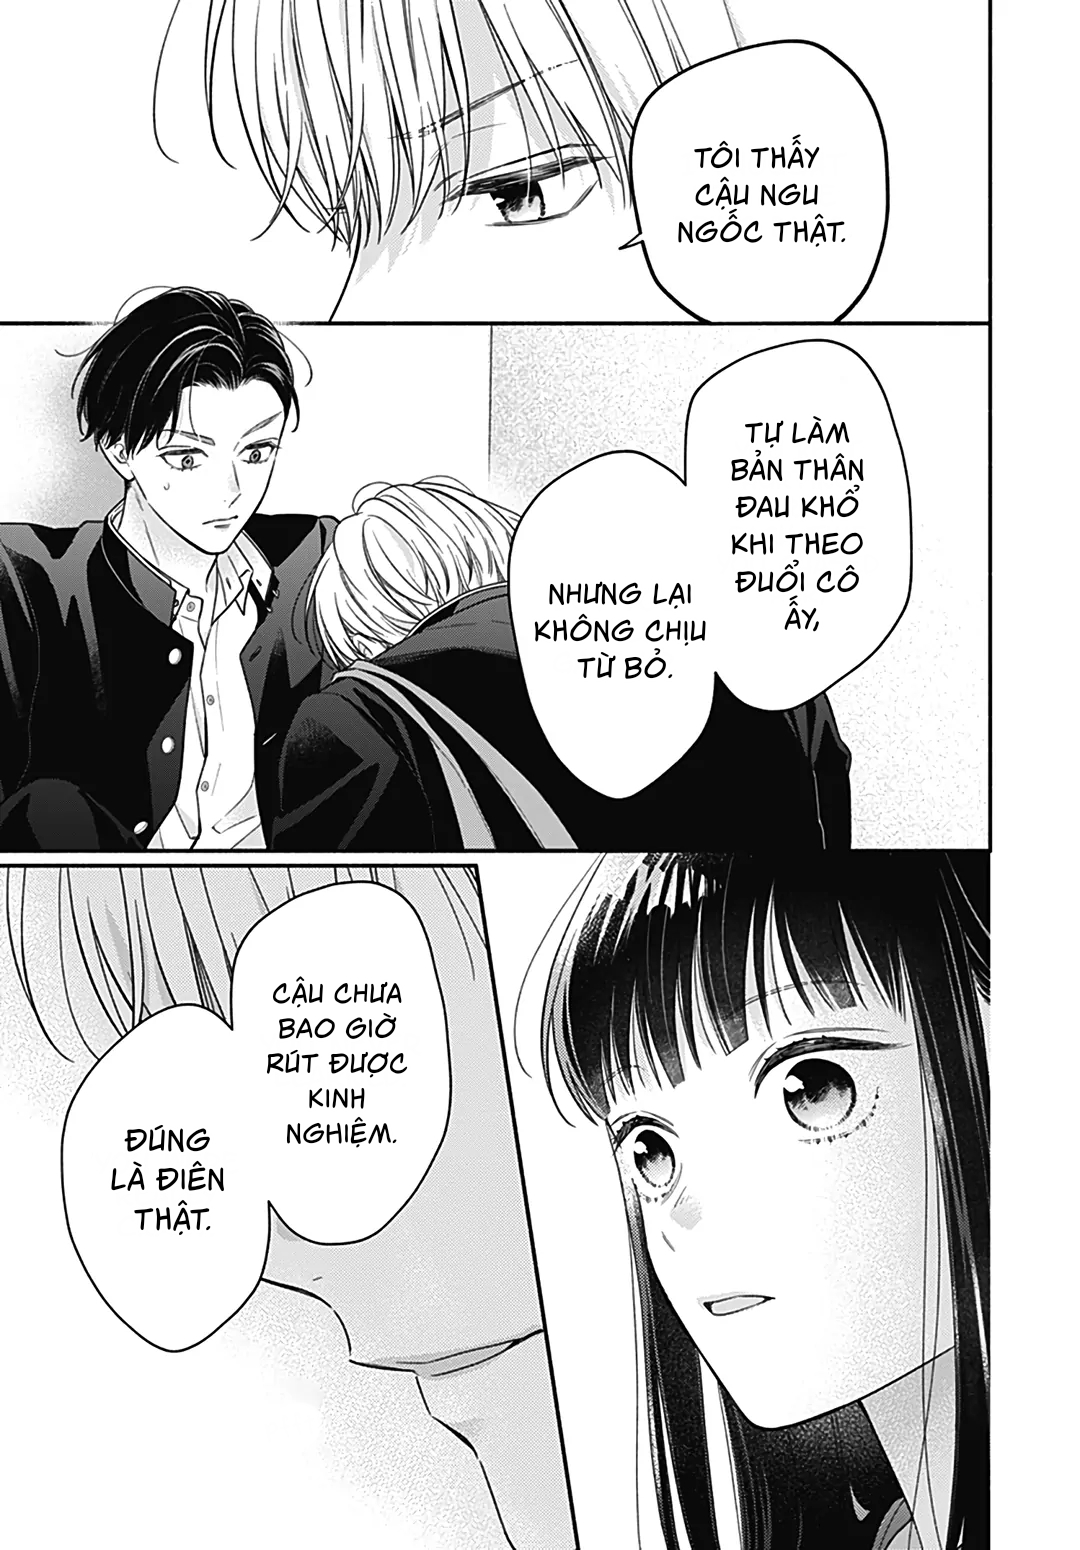 TÔI THẤY
CẬU NGU
NGỐC THẬT.
TỰ LÀM
BẢN THÂN
ĐAU KHỔ
KHI THEO
ĐUỔI CÔ
ẤY,
NHƯNG LẠI
KHÔNG CHỊU
TỪ BỎ.
CẬU CHƯA
BAO GIỜ
RÚT ĐƯỢC
KINH
NGHIỆM.
ĐÚNG
LÀ ĐIÊN
THẬT.